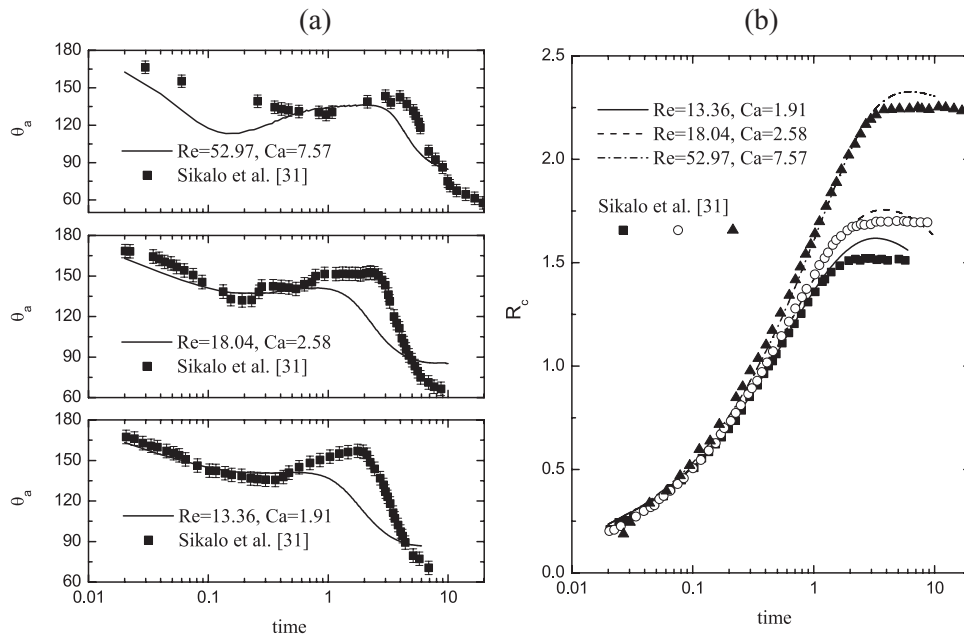 (a)
180
150
120
90
60
θa
Re=52.97, Ca=7.57
Sikalo et al. [31]
180
150
120
90
60
θa
Re=18.04, Ca=2.58
Sikalo et al. [31]
180
150
120
90
60
θa
Re=13.36, Ca=1.91
Sikalo et al. [31]
0.01 0.1 1 10
time
(b)
2.5
2.0
1.5
1.0
0.5
0.0
Rc
Re=13.36, Ca=1.91
Re=18.04, Ca=2.58
Re=52.97, Ca=7.57
Sikalo et al. [31]
0.01 0.1 1 10
time